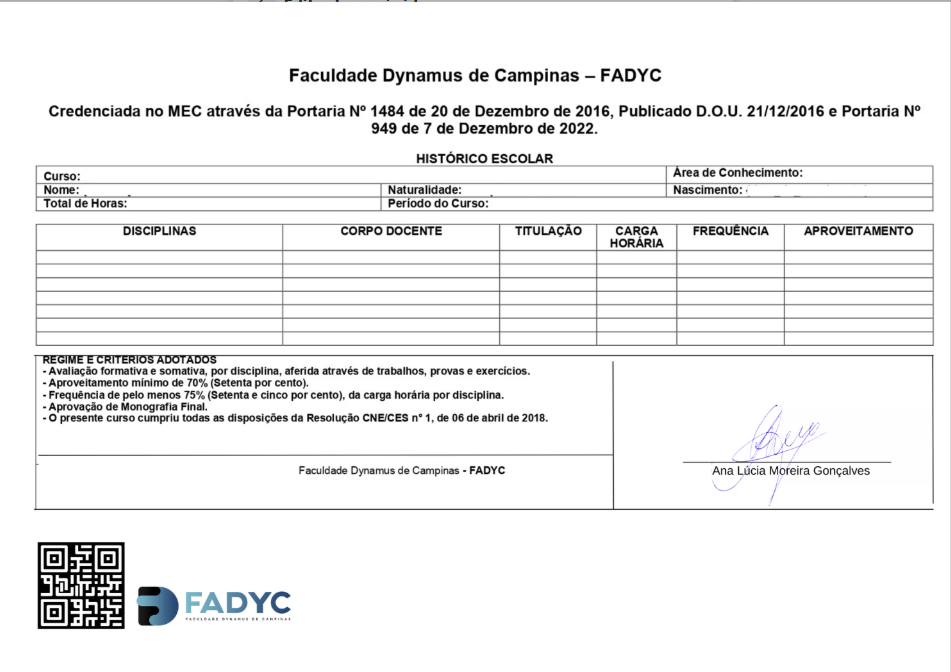 Faculdade Dynamus de Campinas – FADYC
Credenciada no MEC através da Portaria Nº 1484 de 20 de Dezembro de 2016, Publicado D.O.U. 21/12/2016 e Portaria Nº
949 de 7 de Dezembro de 2022.
HISTÓRICO ESCOLAR
Curso: Área de Conhecimento:
Nome: Naturalidade: Nascimento:
Total de Horas: Período do Curso:
DISCIPLINAS CORPO DOCENTE TITULAÇÃO CARGA HORÁRIA FREQUÊNCIA APROVEITAMENTO
REGIME E CRITERIOS ADOTADOS
- Avaliação formativa e somativa, por disciplina, aferida através de trabalhos, provas e exercícios.
- Aproveitamento mínimo de 70% (Setenta por cento).
- Frequência de pelo menos 75% (Setenta e cinco por cento), da carga horária por disciplina.
- Aprovação de Monografia Final.
- O presente curso cumpriu todas as disposições da Resolução CNE/CES n° 1, de 06 de abril de 2018.
Faculdade Dynamus de Campinas - FADYC
Ana Lúcia Moreira Gonçalves
FADYC
FACULDADE DYNAMUS DE CAMPINAS